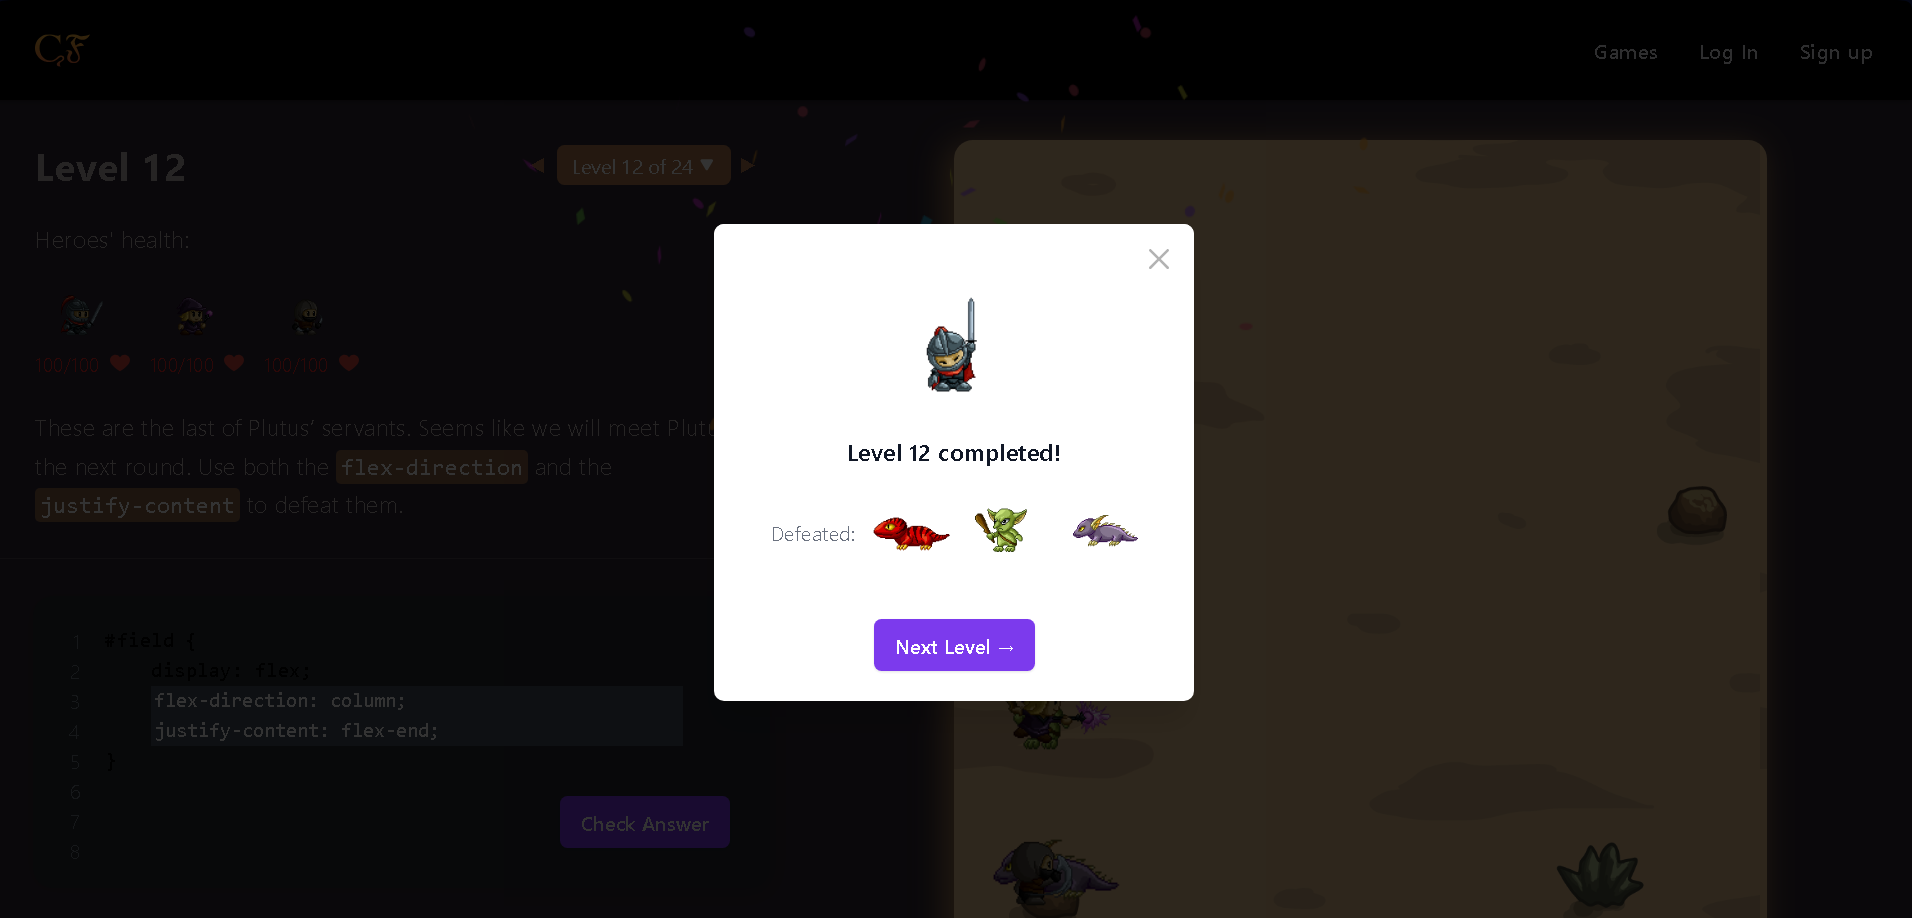 CF
Games
Log In
Sign up
Level 12
◀ Level 12 of 24 ▼ ▶
Heroes' health:
100/100 100/100 100/100
These are the last of Plutus’ servants. Seems like we will meet
the next round. Use both the flex-direction and the
justify-content to defeat them.
1 #field {
2 display: flex;
3 flex-direction: column;
4 justify-content: flex-end;
5 }
6
7
8
Check Answer
Level 12 completed!
Defeated:
Next Level →